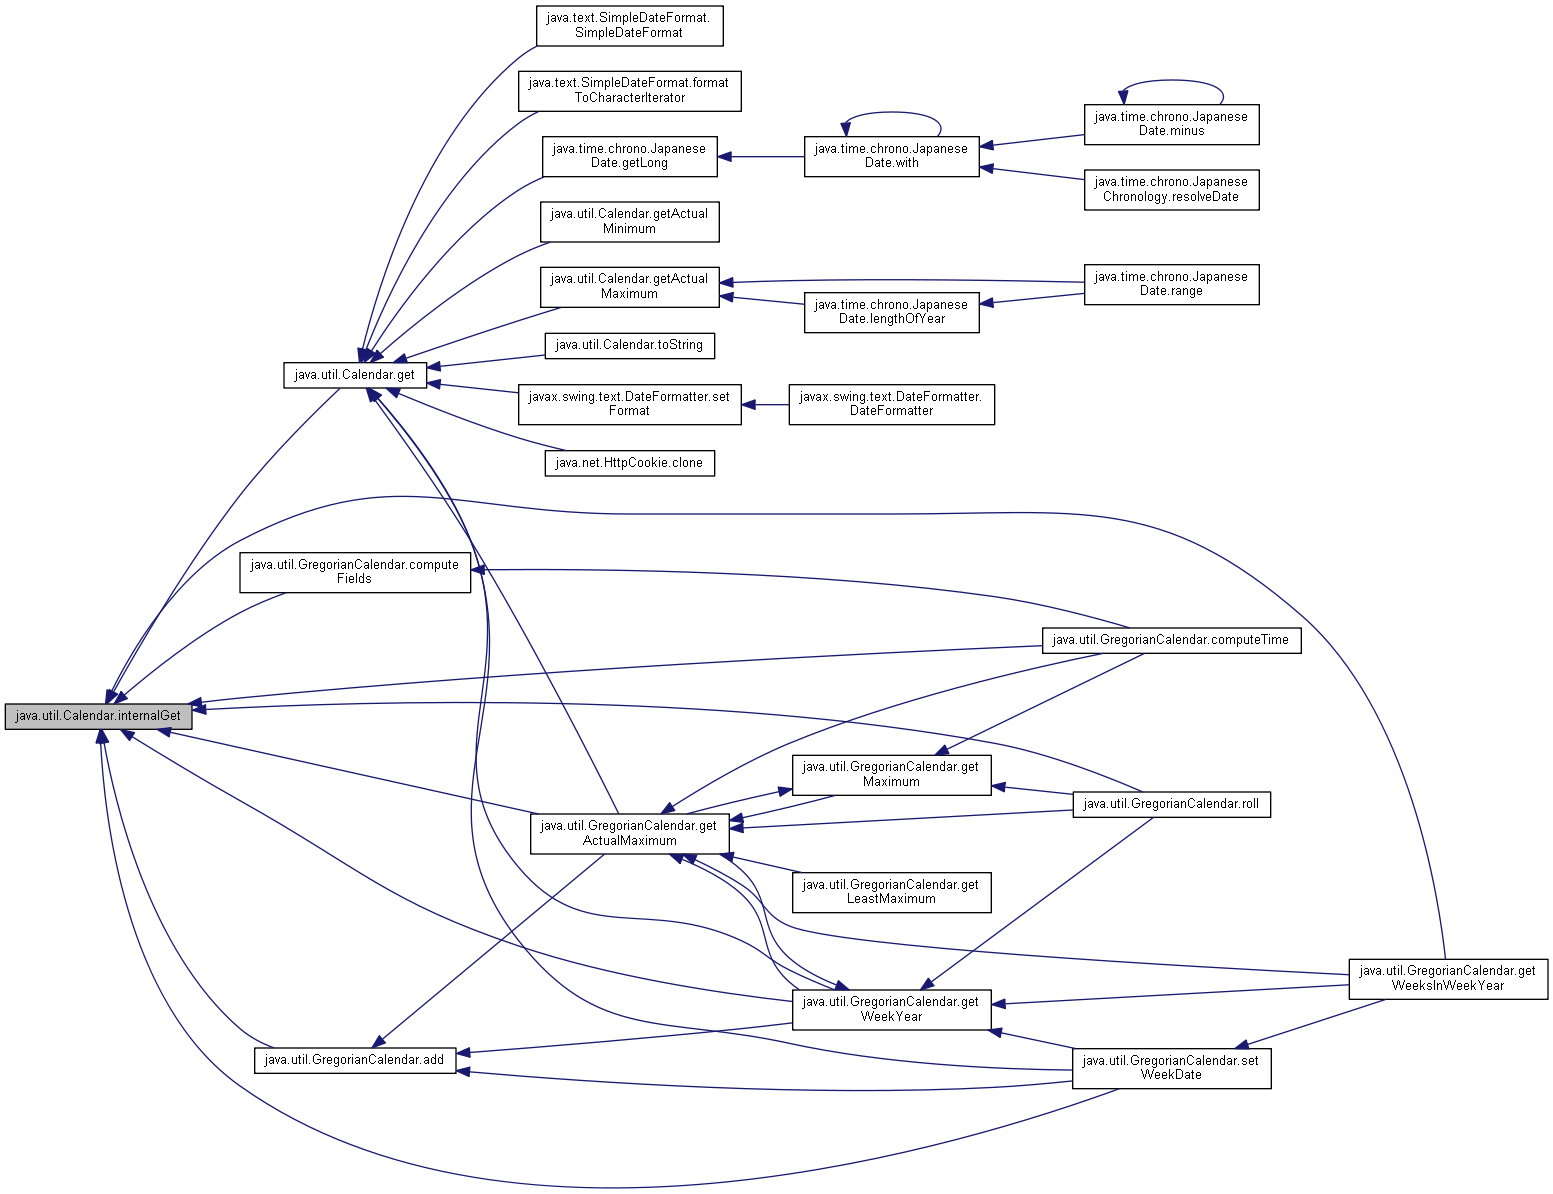 java.text.SimpleDateFormat.
SimpleDateFormat
java.text.SimpleDateFormat.format
ToCharacterIterator
java.time.chrono.Japanese
Date.getLong
java.time.chrono.Japanese
Date.with
java.time.chrono.Japanese
Date.minus
java.time.chrono.Japanese
Chronology.resolveDate
java.util.Calendar.getActual
Minimum
java.util.Calendar.getActual
Maximum
java.time.chrono.Japanese
Date.lengthOfYear
java.time.chrono.Japanese
Date.range
java.util.Calendar.toString
java.util.Calendar.get
javax.swing.text.DateFormatter.set
Format
javax.swing.text.DateFormatter.
DateFormatter
java.net.HttpCookie.clone
java.util.GregorianCalendar.compute
Fields
java.util.GregorianCalendar.computeTime
java.util.Calendar.internalGet
java.util.GregorianCalendar.get
Maximum
java.util.GregorianCalendar.roll
java.util.GregorianCalendar.get
ActualMaximum
java.util.GregorianCalendar.get
LeastMaximum
java.util.GregorianCalendar.get
WeeksInWeekYear
java.util.GregorianCalendar.get
WeekYear
java.util.GregorianCalendar.add
java.util.GregorianCalendar.set
WeekDate